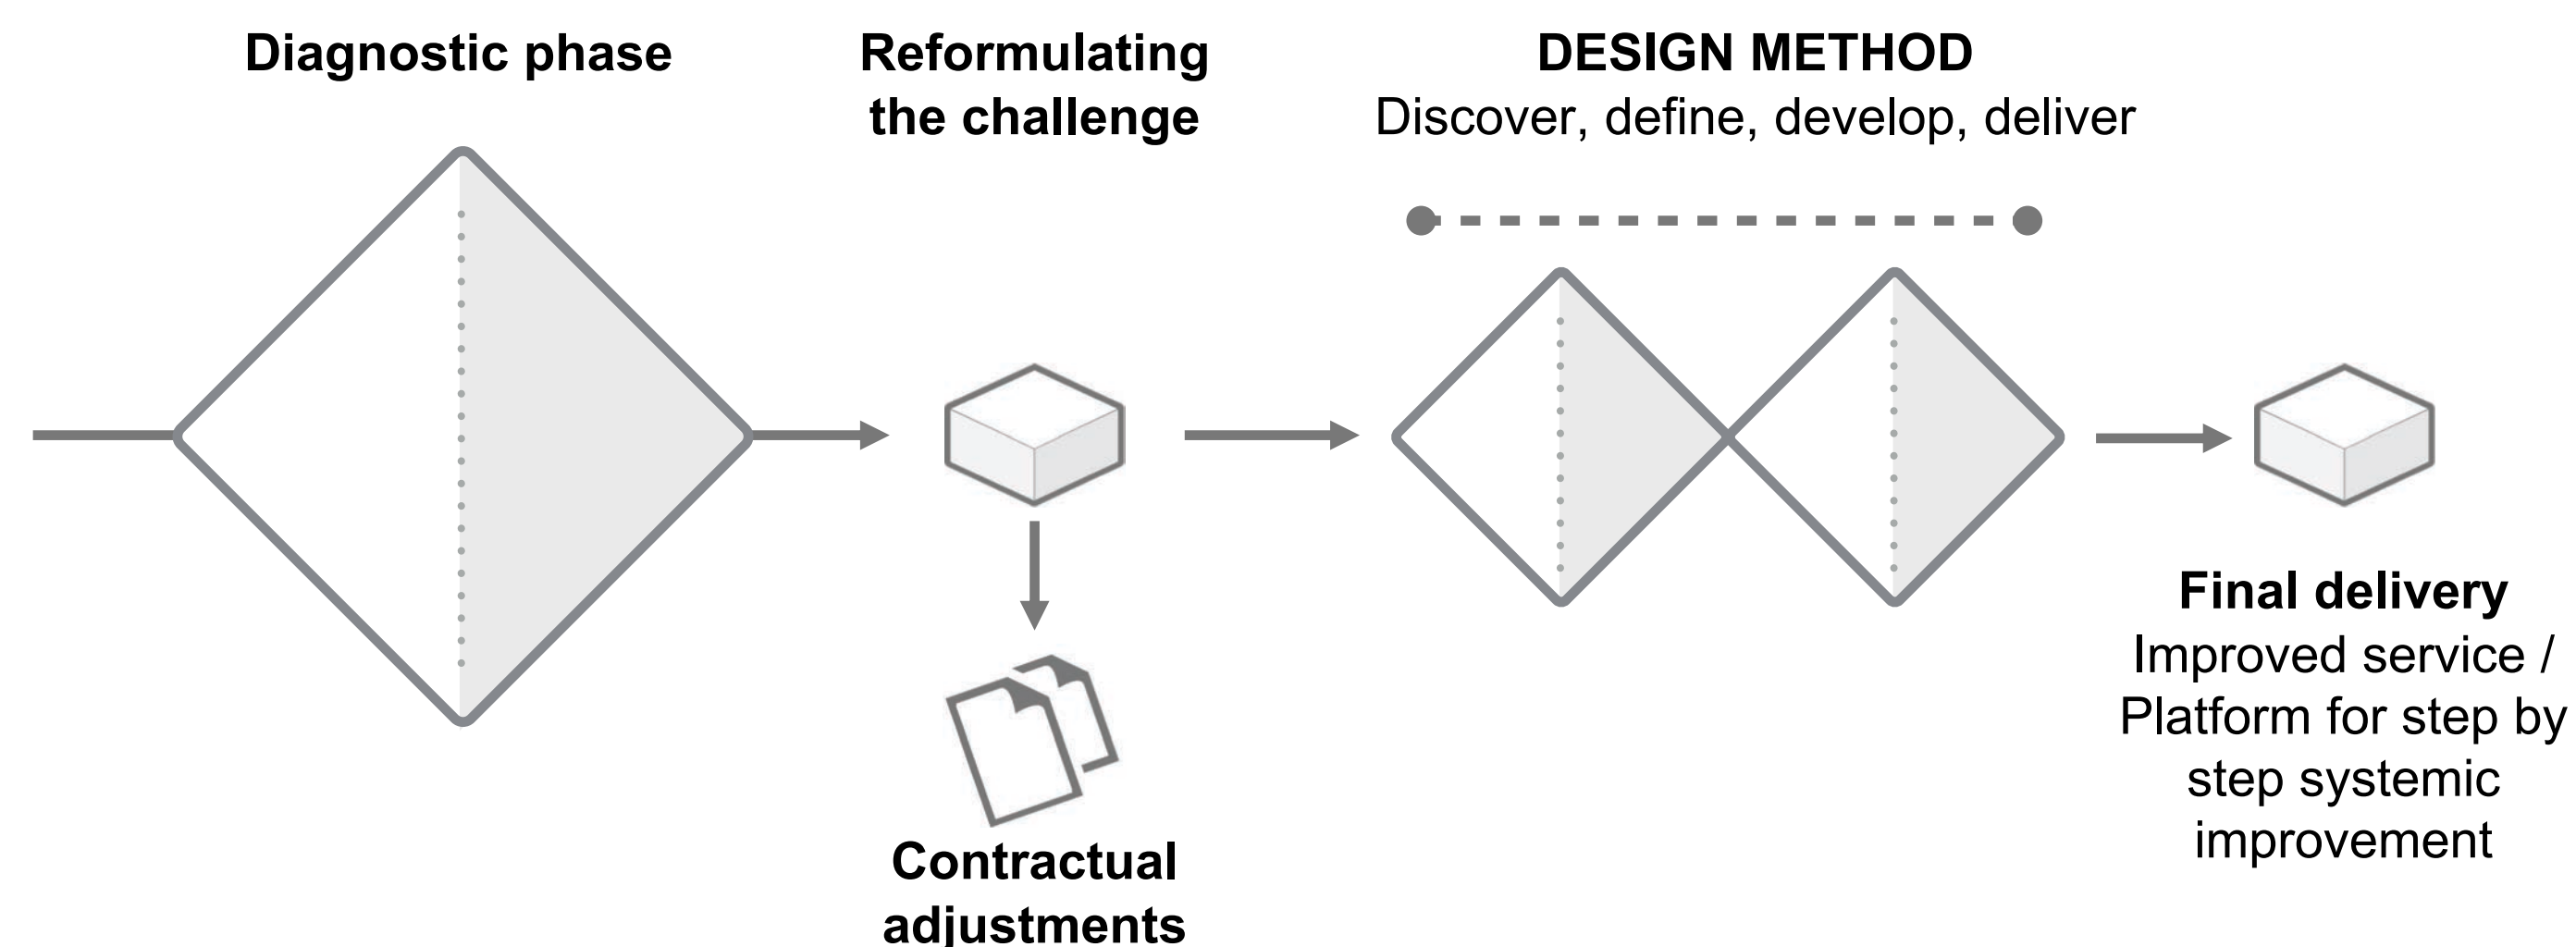 Diagnostic phase
Reformulating
the challenge
DESIGN METHOD
Discover, define, develop, deliver
Contractual
adjustments
Final delivery
Improved service /
Platform for step by
step systemic
improvement